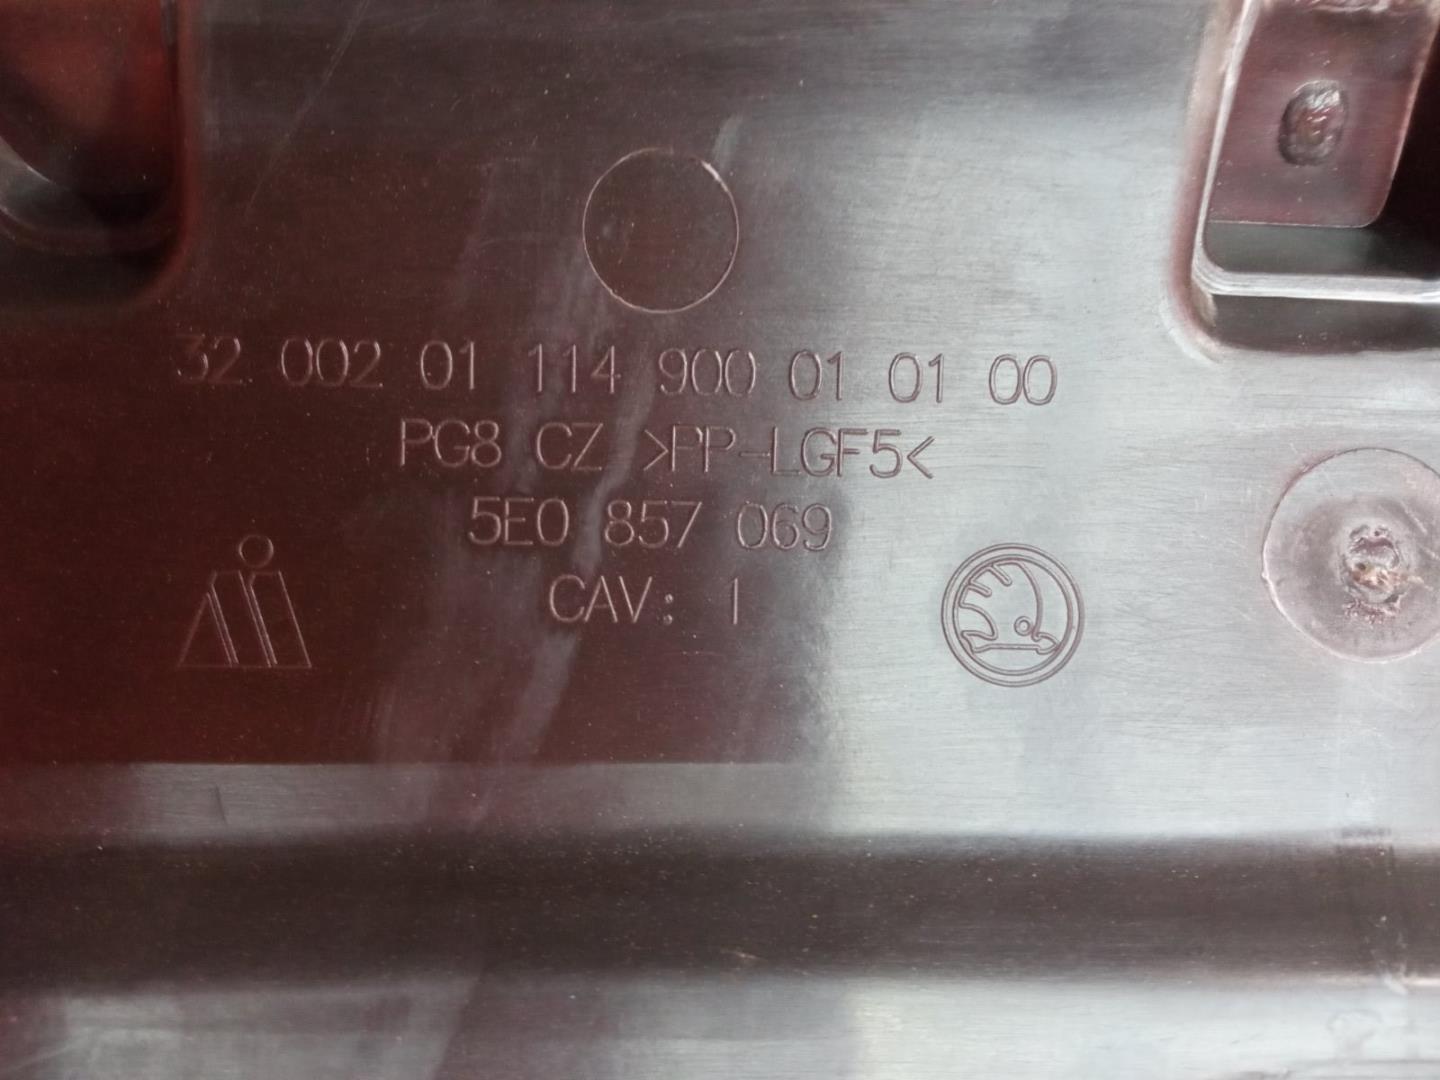 32 002 01 114 900 01 01 00
PG8 CZ >PP-LGF5<
5E0 857 069
CAV: 1